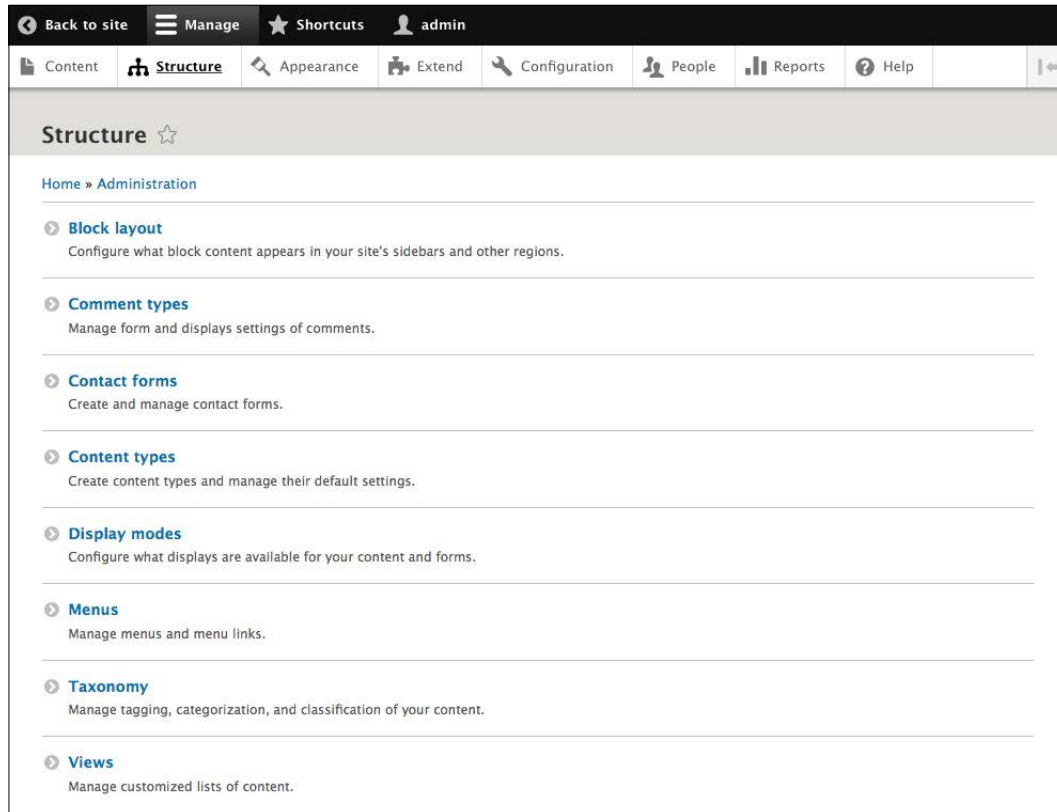 Back to site Manage Shortcuts admin
Content Structure Appearance Extend Configuration People Reports Help
Structure
Home » Administration
Block layout
Configure what block content appears in your site's sidebars and other regions.
Comment types
Manage form and displays settings of comments.
Contact forms
Create and manage contact forms.
Content types
Create content types and manage their default settings.
Display modes
Configure what displays are available for your content and forms.
Menus
Manage menus and menu links.
Taxonomy
Manage tagging, categorization, and classification of your content.
Views
Manage customized lists of content.